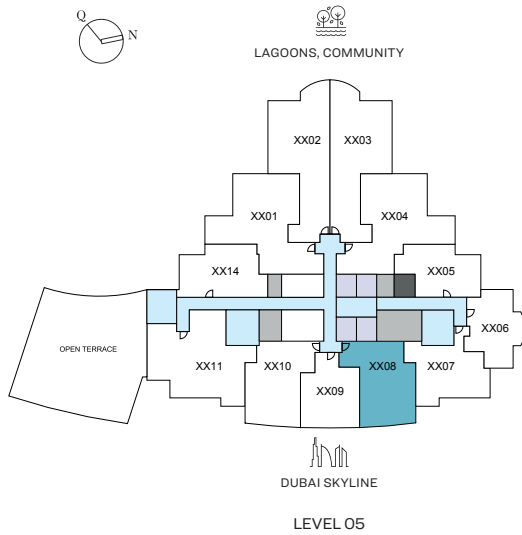 Q
N
LAGOONS, COMMUNITY
XX02
XX03
XX01
XX04
XX14
XX05
XX06
OPEN TERRACE
XX11
XX10
XX08
XX07
XX09
DUBAI SKYLINE
LEVEL 05